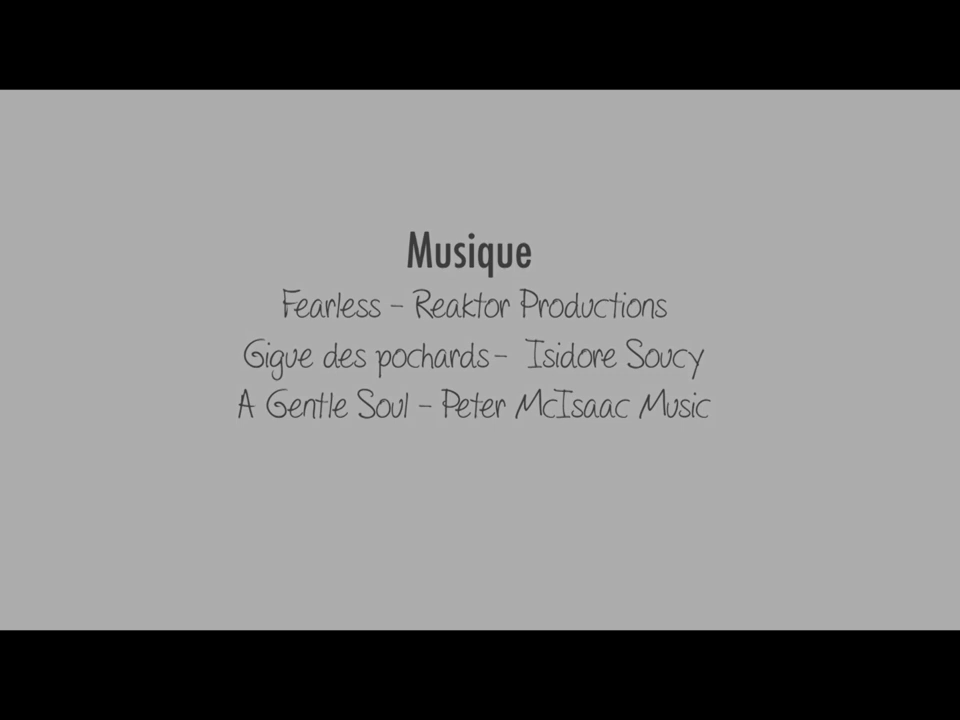 Musique
Fearless - Reaktor Productions
Gigue des pochards - Isidore Soucy
A Gentle Soul - Peter McIsaac Music